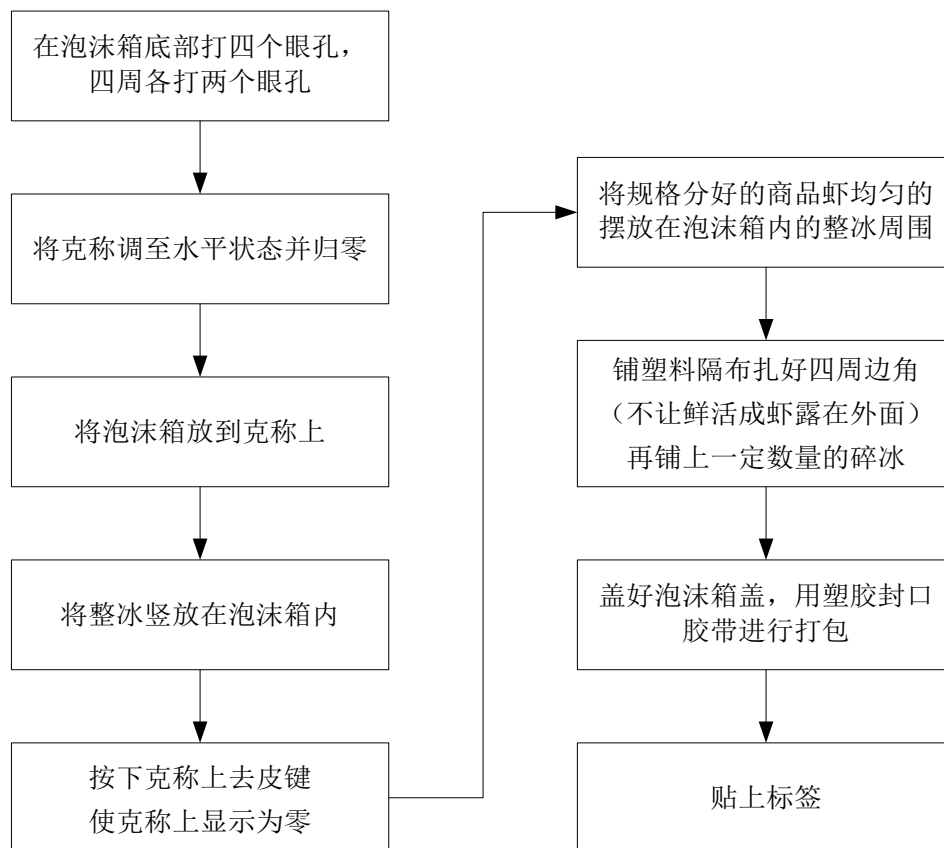 在泡沫箱底部打四个眼孔，
四周各打两个眼孔
将克称调至水平状态并归零
将泡沫箱放到克称上
将整冰竖放在泡沫箱内
按下克称上去皮键
使克称上显示为零
将规格分好的商品虾均匀的
摆放在泡沫箱内的整冰周围
铺塑料隔布扎好四周边角
（不让鲜活成虾露在外面）
再铺上一定数量的碎冰
盖好泡沫箱盖，用塑胶封口
胶带进行打包
贴上标签